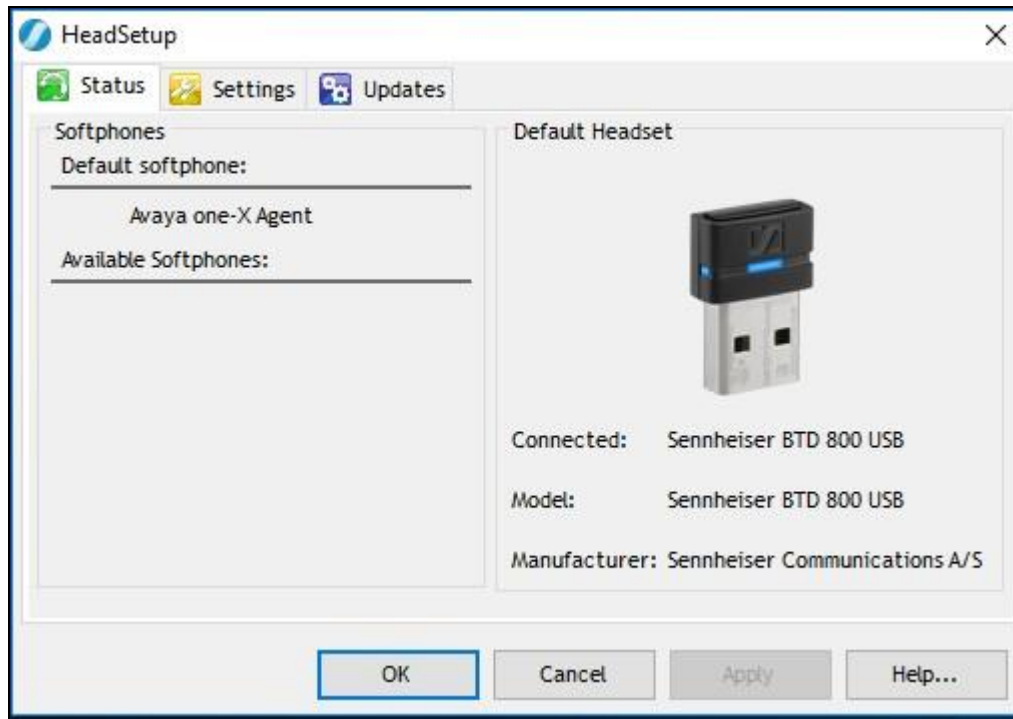 HeadSetup
Status
Settings
Updates
Softphones
Default softphone:
Avaya one-X Agent
Available Softphones:
Default Headset
Connected: Sennheiser BTD 800 USB
Model: Sennheiser BTD 800 USB
Manufacturer: Sennheiser Communications A/S
OK
Cancel
Apply
Help...